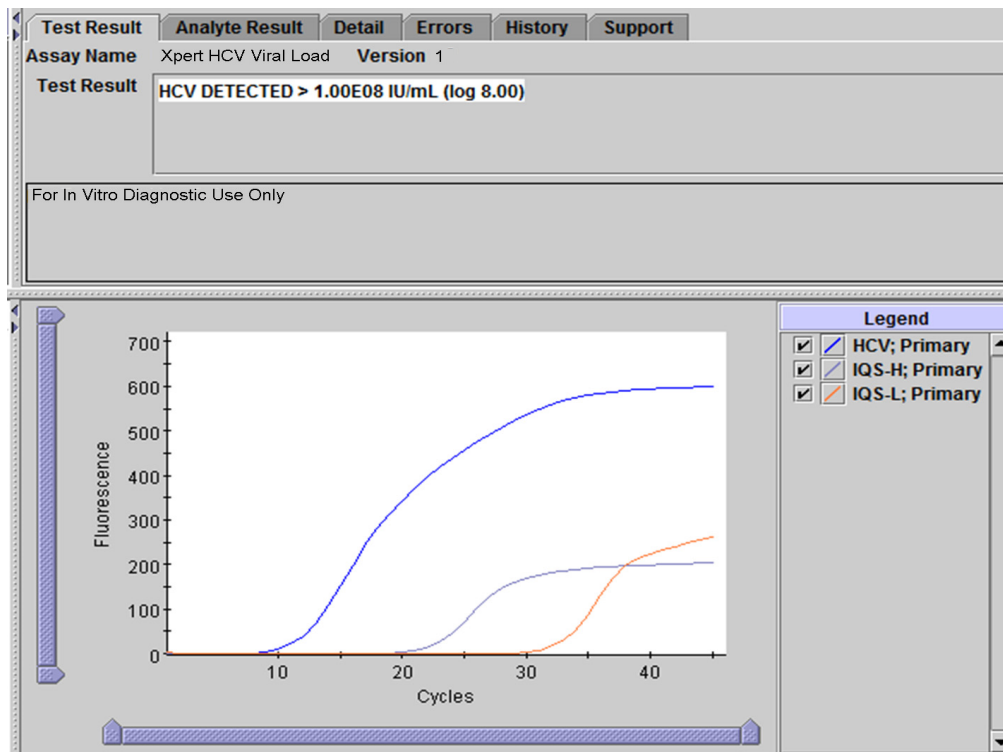 Test Result Analyte Result Detail Errors History Support
Assay Name Xpert HCV Viral Load Version 1
Test Result HCV DETECTED > 1.00E08 IU/mL (log 8.00)
For In Vitro Diagnostic Use Only
700
600
500
400
300
200
100
0
Fluorescence
10 20 30 40
Cycles
Legend
HCV; Primary
IQS-H; Primary
IQS-L; Primary